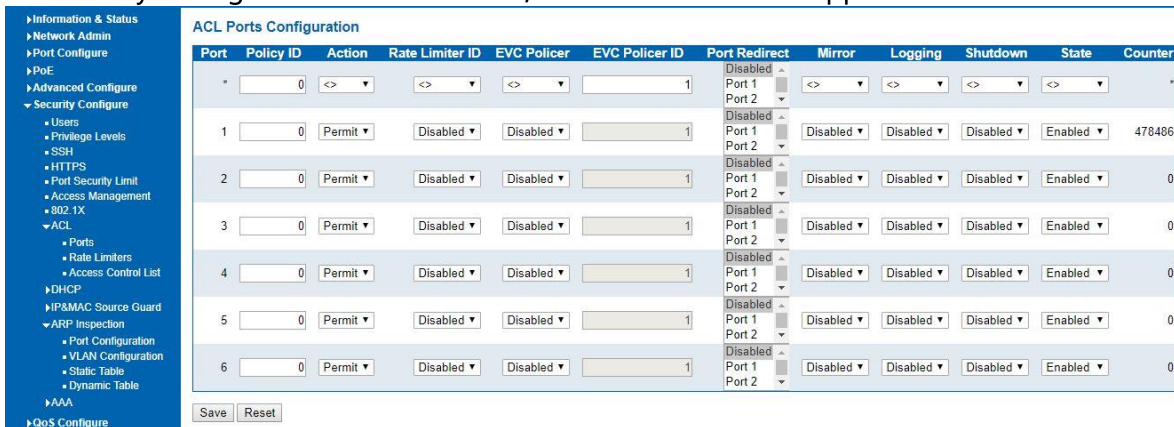 Information & Status
Network Admin
Port Configure
PoE
Advanced Configure
Security Configure
Users
Privilege Levels
SSH
HTTPS
Port Security Limit
Access Management
802.1X
ACL
Ports
Rate Limiters
Access Control List
DHCP
IP&MAC Source Guard
ARP Inspection
Port Configuration
VLAN Configuration
Static Table
Dynamic Table
AAA
QoS Configure
ACL Ports Configuration
Port Policy ID Action Rate Limiter ID EVC Policer EVC Policer ID Port Redirect Mirror Logging Shutdown State Counter
* 0 <> <> <> 1 Disabled Port 1 Port 2 <> <> <> <> *
1 0 Permit Disabled Disabled 1 Disabled Port 1 Port 2 Disabled Disabled Disabled Enabled 478486
2 0 Permit Disabled Disabled 1 Disabled Port 1 Port 2 Disabled Disabled Disabled Enabled 0
3 0 Permit Disabled Disabled 1 Disabled Port 1 Port 2 Disabled Disabled Disabled Enabled 0
4 0 Permit Disabled Disabled 1 Disabled Port 1 Port 2 Disabled Disabled Disabled Enabled 0
5 0 Permit Disabled Disabled 1 Disabled Port 1 Port 2 Disabled Disabled Disabled Enabled 0
6 0 Permit Disabled Disabled 1 Disabled Port 1 Port 2 Disabled Disabled Disabled Enabled 0
Save Reset